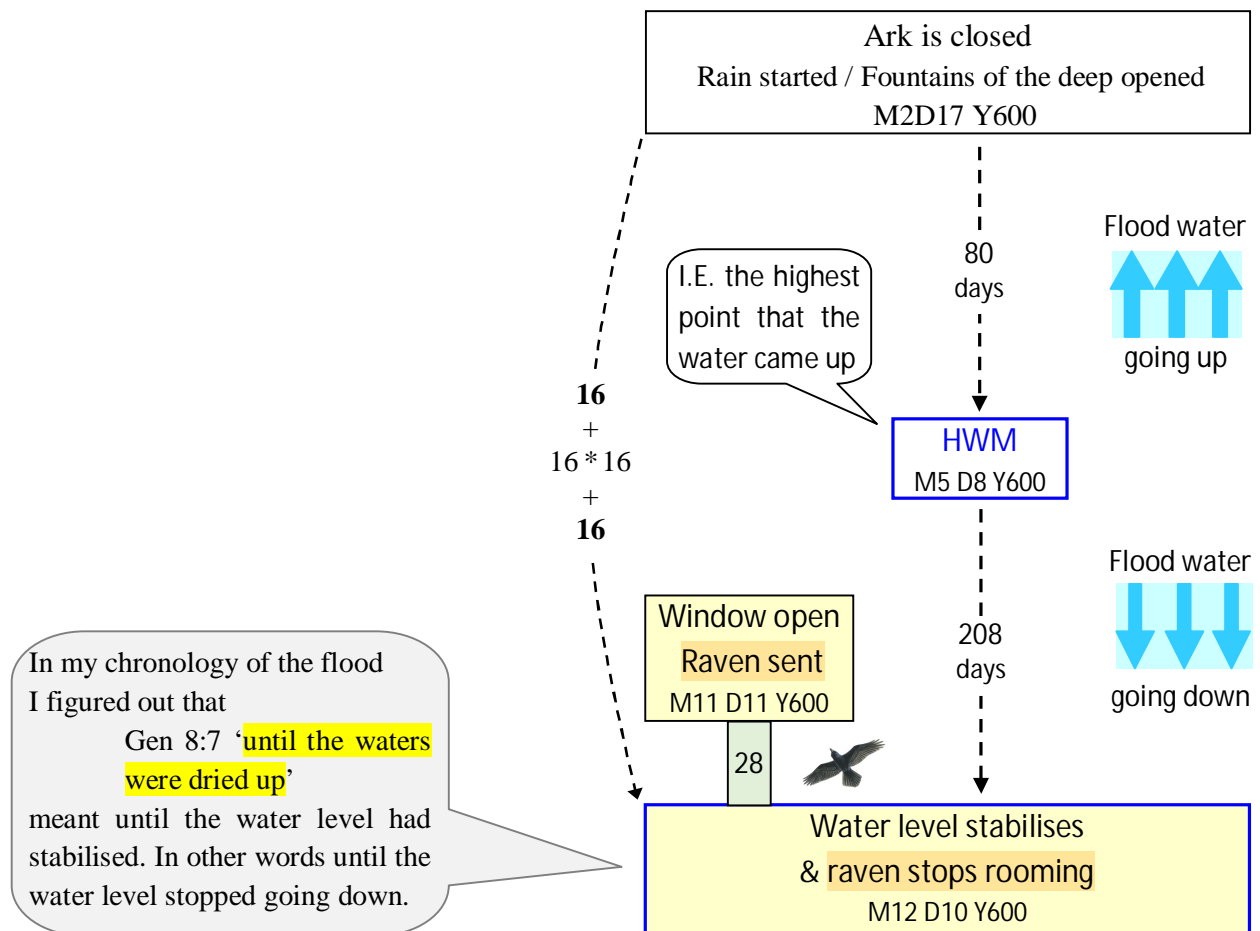 Ark is closed
Rain started / Fountains of the deep opened
M2D17 Y600
80
days
Flood water
going up
I.E. the highest
point that the
water came up
16
+
16 * 16
+
16
HWM
M5 D8 Y600
208
days
Flood water
going down
Window open
Raven sent
M11 D11 Y600
28
In my chronology of the flood
I figured out that
Gen 8:7 ‘until the waters
were dried up’
meant until the water level had
stabilised. In other words until the
water level stopped going down.
Water level stabilises
& raven stops rooming
M12 D10 Y600